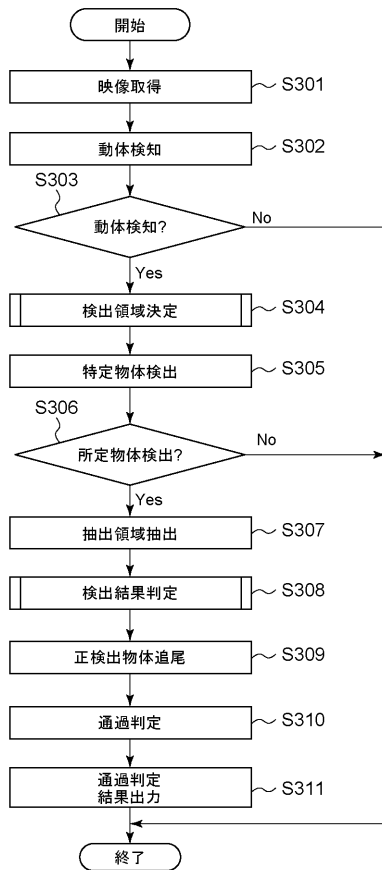 開始
映像取得
S301
動体検知
S302
S303
動体検知?
No
Yes
検出領域決定
S304
特定物体検出
S305
S306
所定物体検出?
No
Yes
抽出領域抽出
S307
検出結果判定
S308
正検出物体追尾
S309
通過判定
S310
通過判定
結果出力
S311
終了